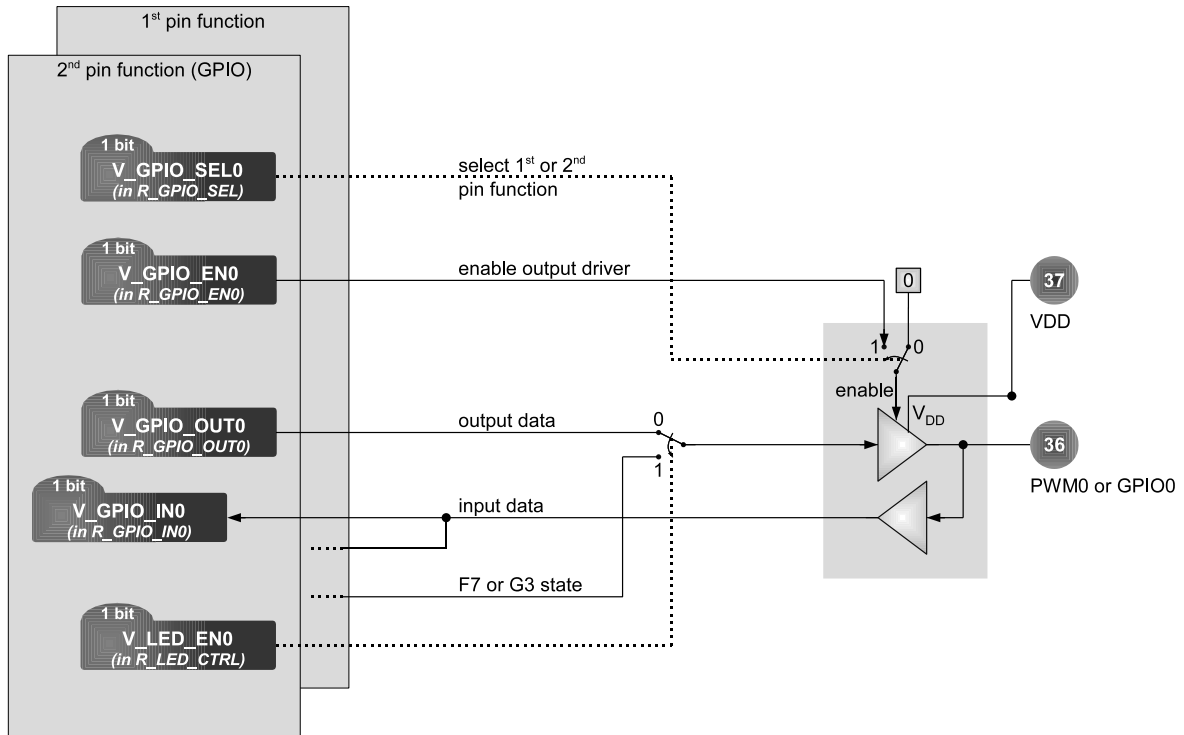 1st pin function
2nd pin function (GPIO)
1 bit
V_GPIO_SEL0
(in R_GPIO_SEL)
select 1st or 2nd
pin function
1 bit
V_GPIO_EN0
(in R_GPIO_EN0)
enable output driver
0
37
VDD
1
0
enable
VDD
1 bit
V_GPIO_OUT0
(in R_GPIO_OUT0)
output data
0
1
36
PWM0 or GPIO0
1 bit
V_GPIO_IN0
(in R_GPIO_IN0)
input data
F7 or G3 state
1 bit
V_LED_EN0
(in R_LED_CTRL)